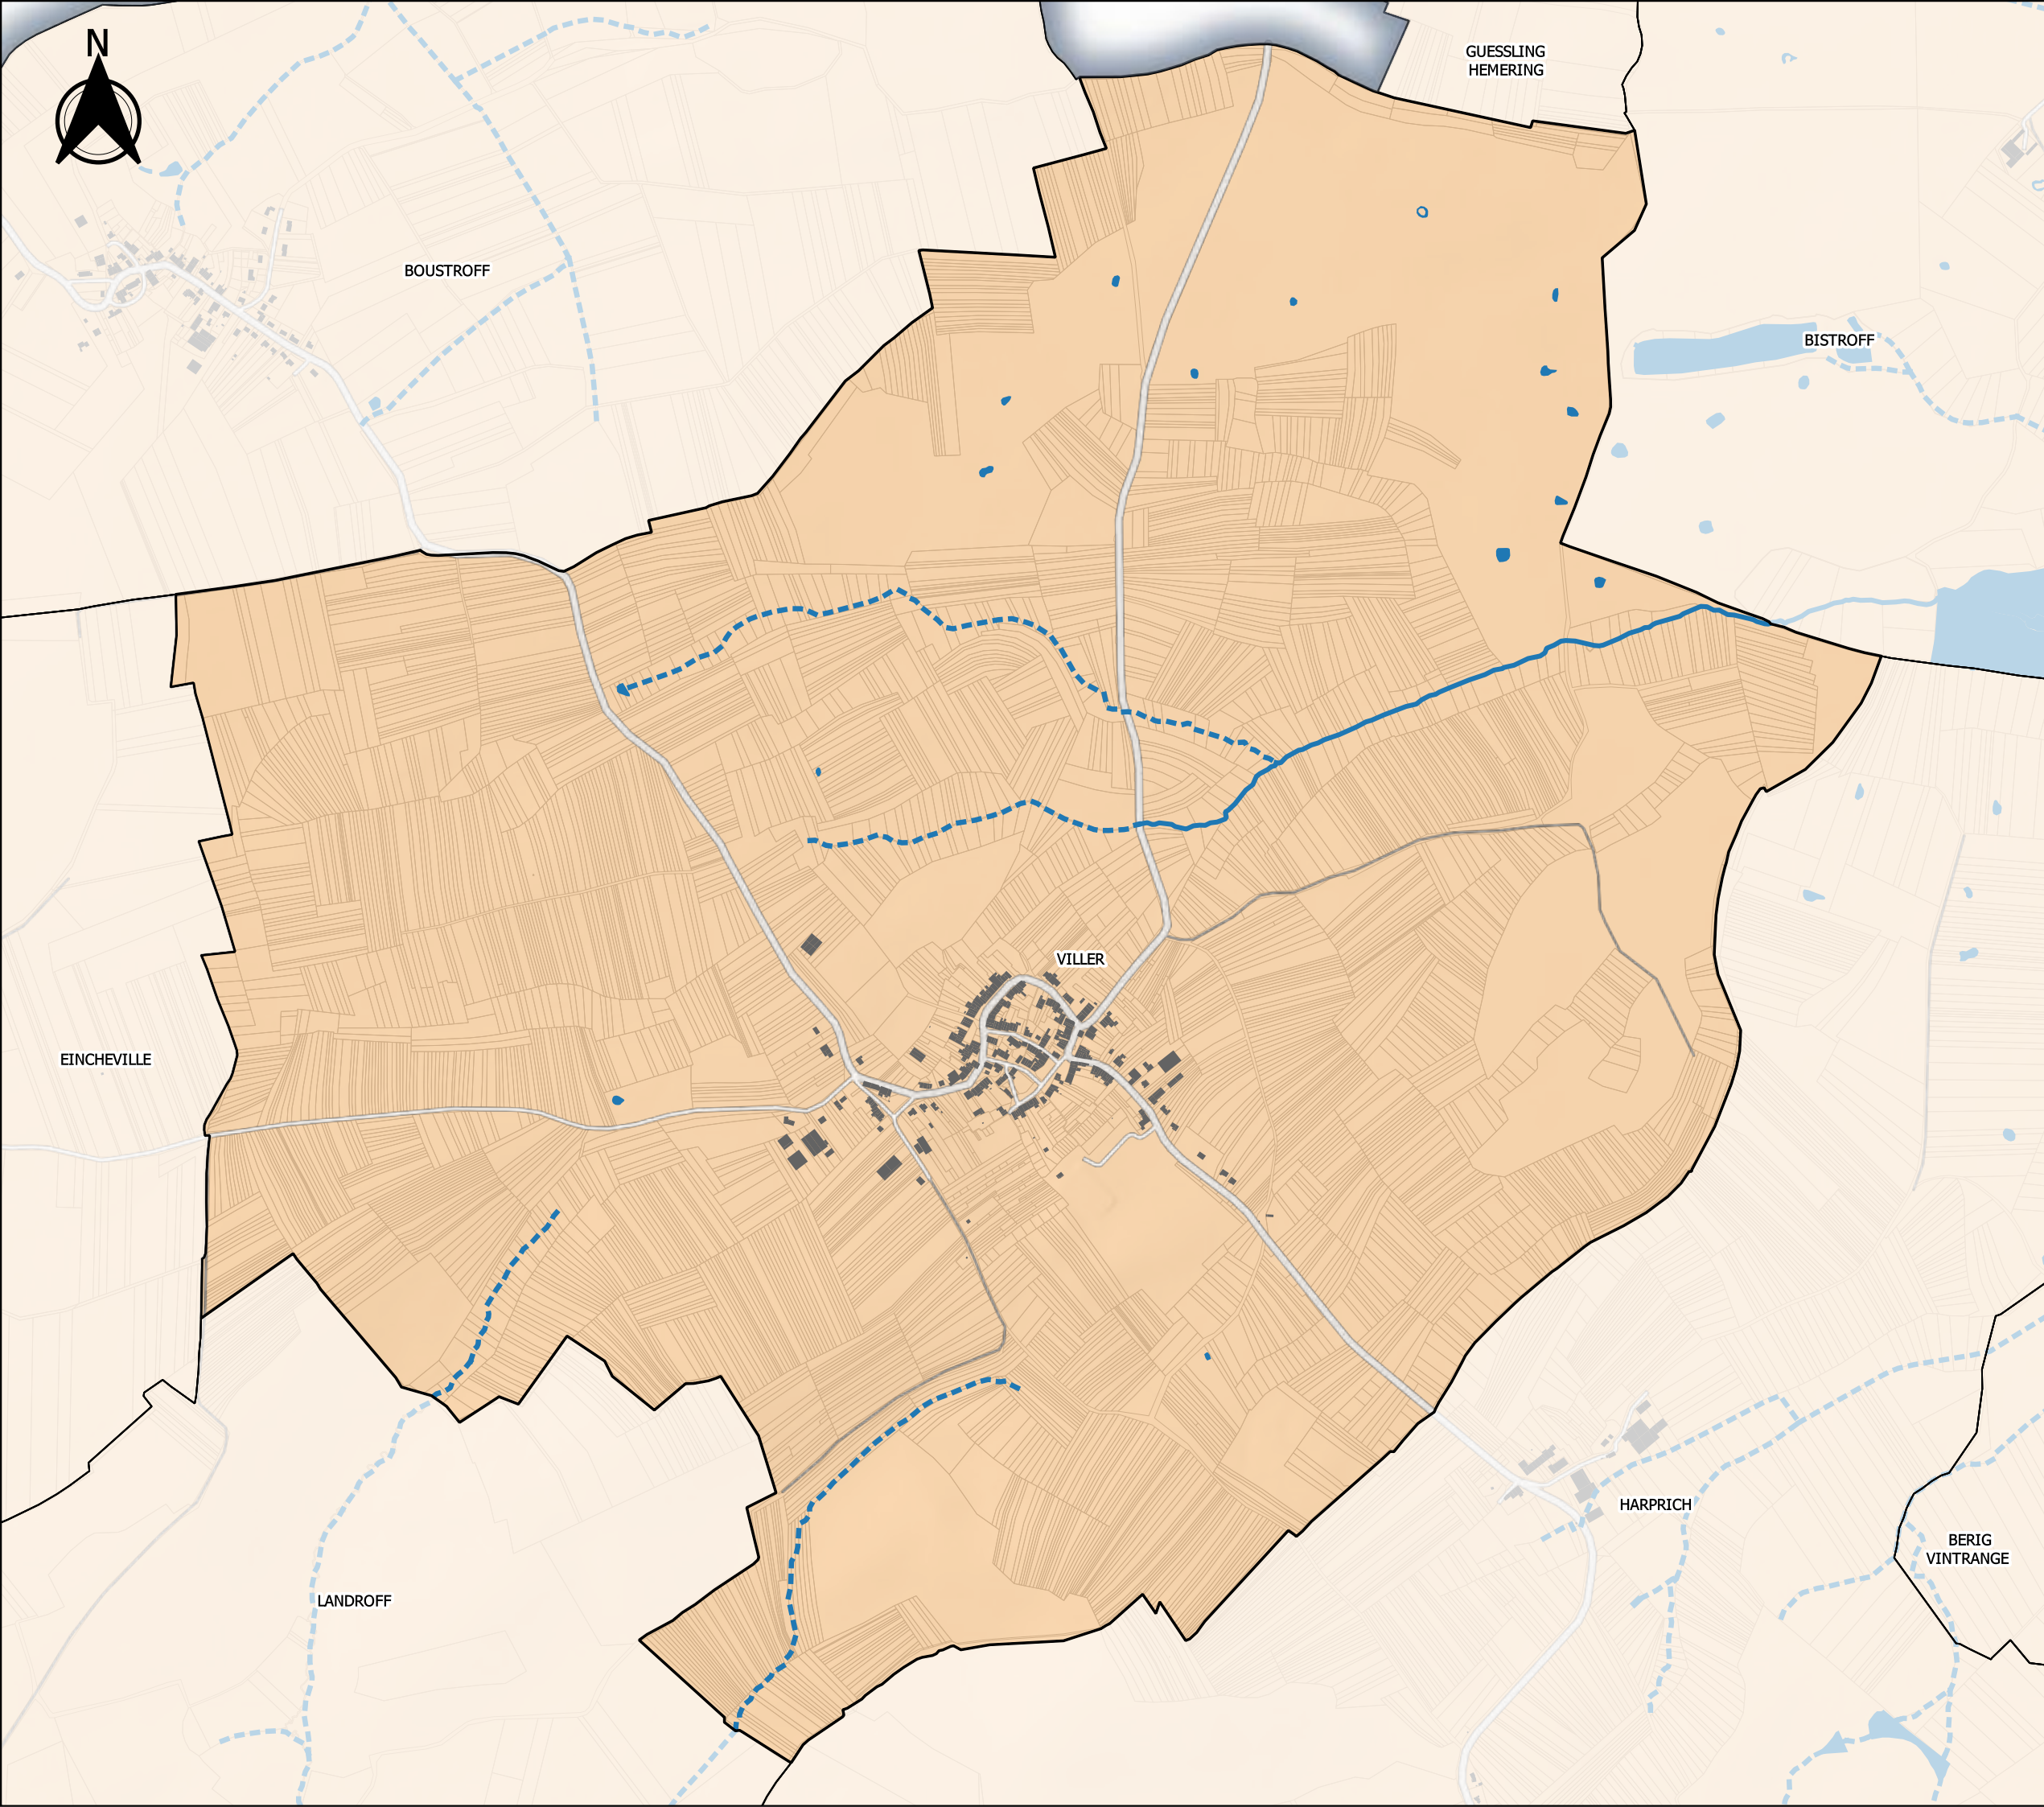 N
GUESSLING
HEMERING
BOUSTROFF
BISTROFF
VILLER
EINCHEVILLE
HARPRICH
BERIG
VINTRANGE
LANDROFF